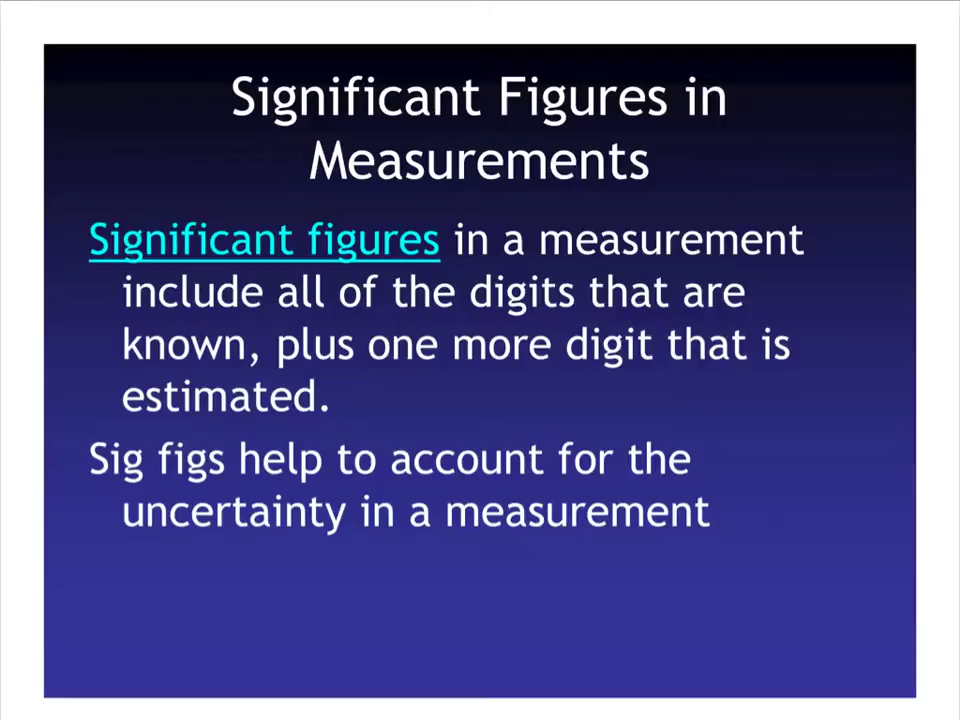 Significant Figures in
Measurements
Significant figures in a measurement
include all of the digits that are
known, plus one more digit that is
estimated.
Sig figs help to account for the
uncertainty in a measurement